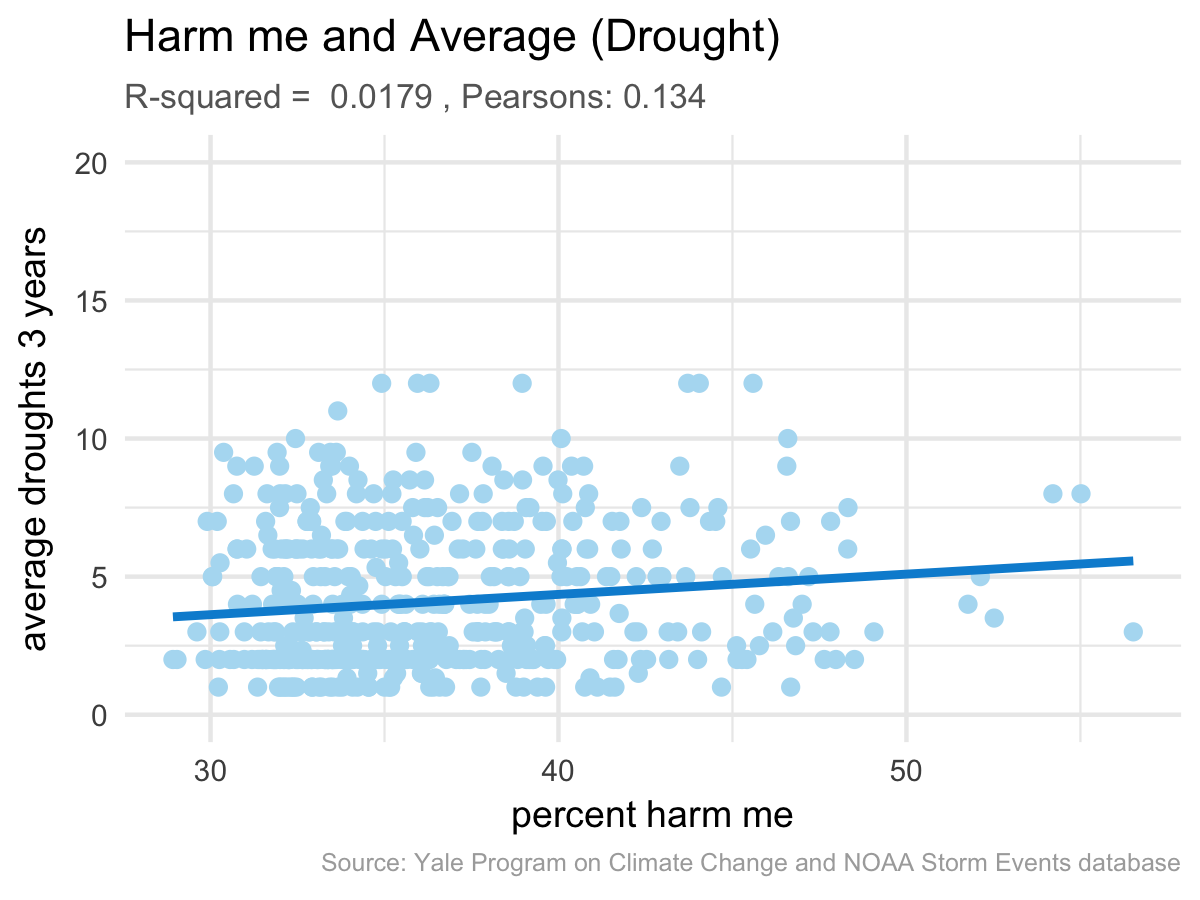 Harm me and Average (Drought)
R-squared =  0.0179 , Pearsons: 0.134
average droughts 3 years
20
15
10
5
0
30
40
50
percent harm me
Source: Yale Program on Climate Change and NOAA Storm Events database